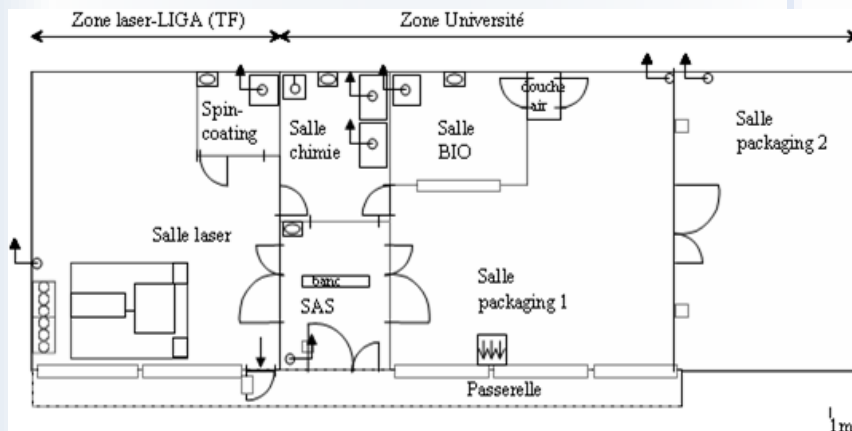 Zone laser-LIGA (TF)
Zone Université
Spin-
coating
Salle
chimie
Salle
BIO
douche
air
Salle
packaging 2
Salle laser
banc
SAS
Salle
packaging 1
Passerelle
1m